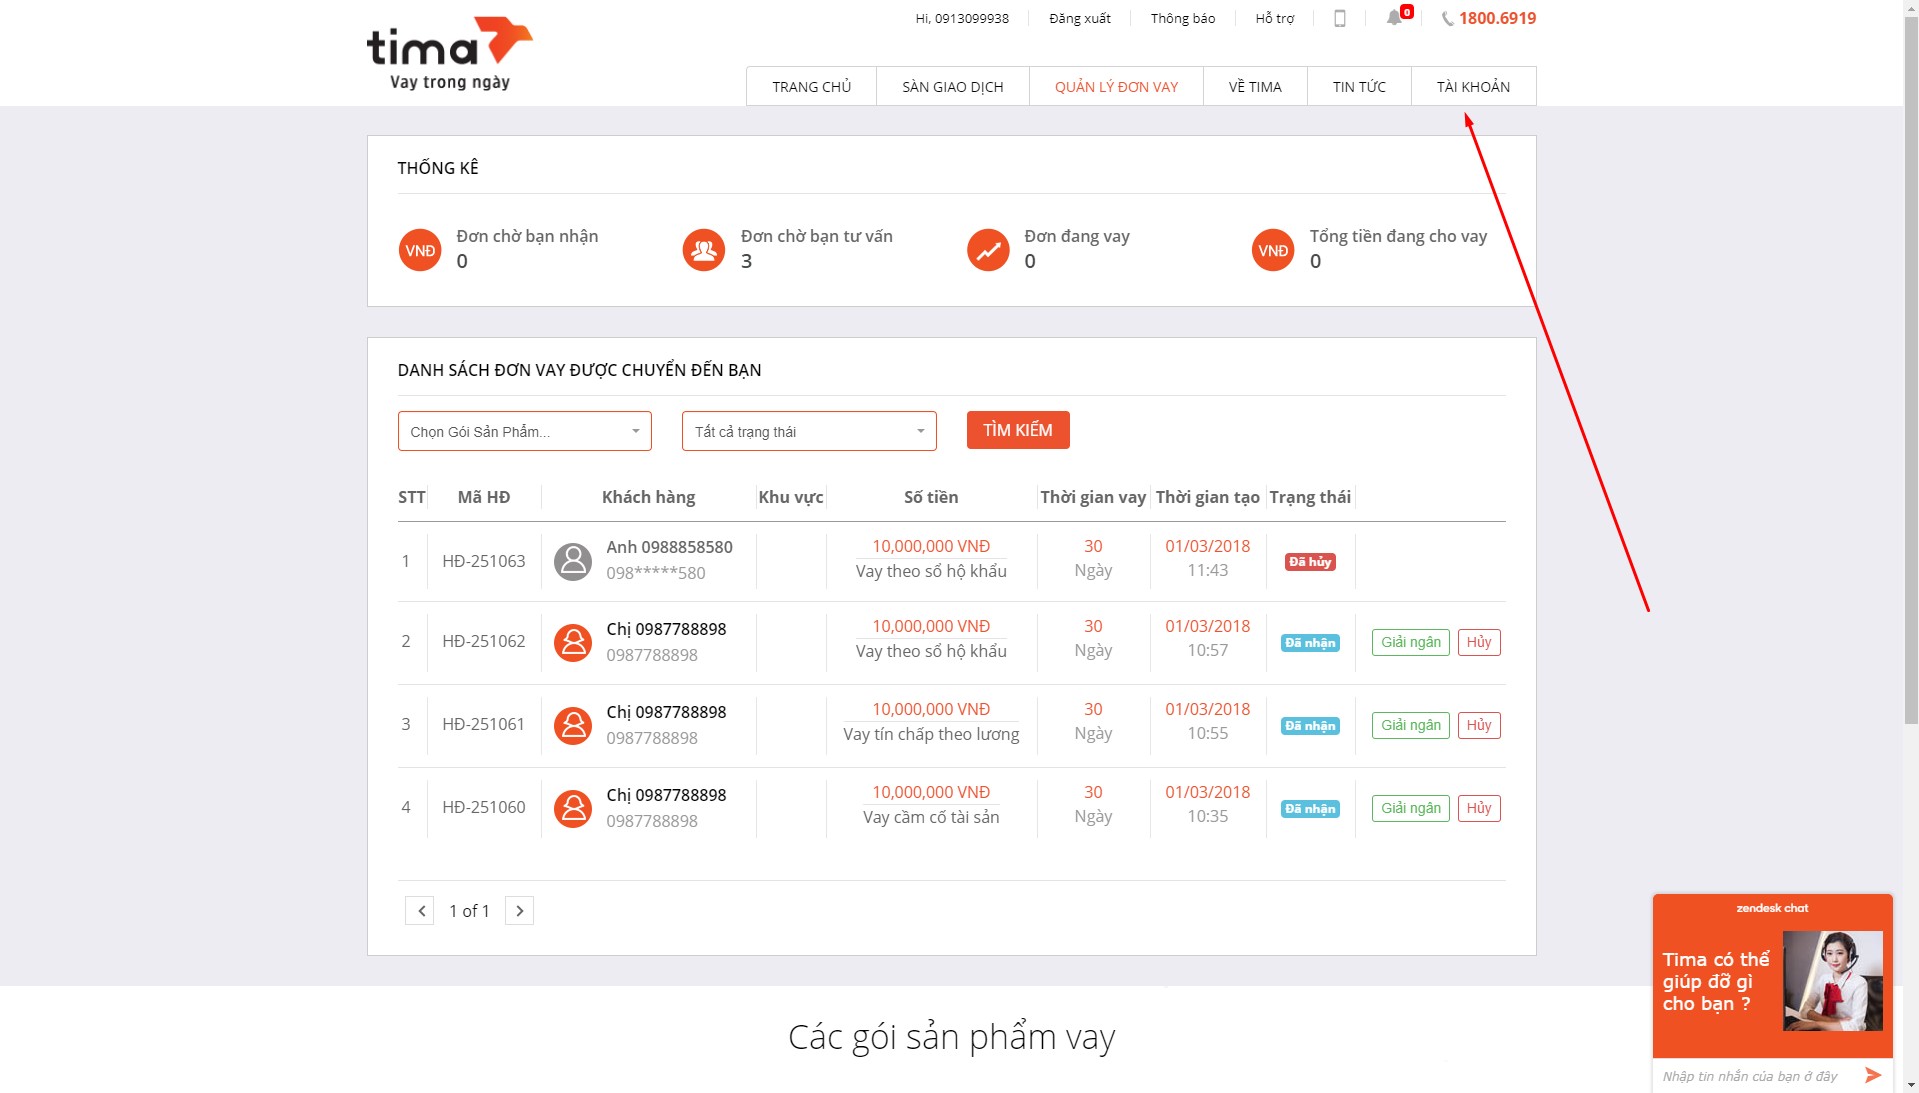 tima
Vay trong ngày
Hi, 0913099938
Đăng xuất
Thông báo
Hỗ trợ
0
1800.6919
TRANG CHỦ
SÀN GIAO DỊCH
QUẢN LÝ ĐƠN VAY
VỀ TIMA
TIN TỨC
TÀI KHOẢN
THỐNG KÊ
VNĐ
Đơn chờ bạn nhận
0
Đơn chờ bạn tư vấn
3
Đơn đang vay
0
VNĐ
Tổng tiền đang cho vay
0
DANH SÁCH ĐƠN VAY ĐƯỢC CHUYỂN ĐẾN BẠN
Chọn Gói Sản Phẩm...
Tất cả trạng thái
TÌM KIẾM
STT Mã HĐ Khách hàng Khu vực Số tiền Thời gian vay Thời gian tạo Trạng thái
1 HĐ-251063 Anh 0988858580 10,000,000 VNĐ 30 01/03/2018 Đã hủy
098*****580 Vay theo sổ hộ khẩu Ngày 11:43
2 HĐ-251062 Chị 0987788898 10,000,000 VNĐ 30 01/03/2018 Đã nhận Giải ngân Hủy
0987788898 Vay theo sổ hộ khẩu Ngày 10:57
3 HĐ-251061 Chị 0987788898 10,000,000 VNĐ 30 01/03/2018 Đã nhận Giải ngân Hủy
0987788898 Vay tín chấp theo lương Ngày 10:55
4 HĐ-251060 Chị 0987788898 10,000,000 VNĐ 30 01/03/2018 Đã nhận Giải ngân Hủy
0987788898 Vay cầm cố tài sản Ngày 10:35
1 of 1
zendesk chat
Tima có thể
giúp đỡ gì
cho bạn ?
Nhập tin nhắn của bạn ở đây
Các gói sản phẩm vay